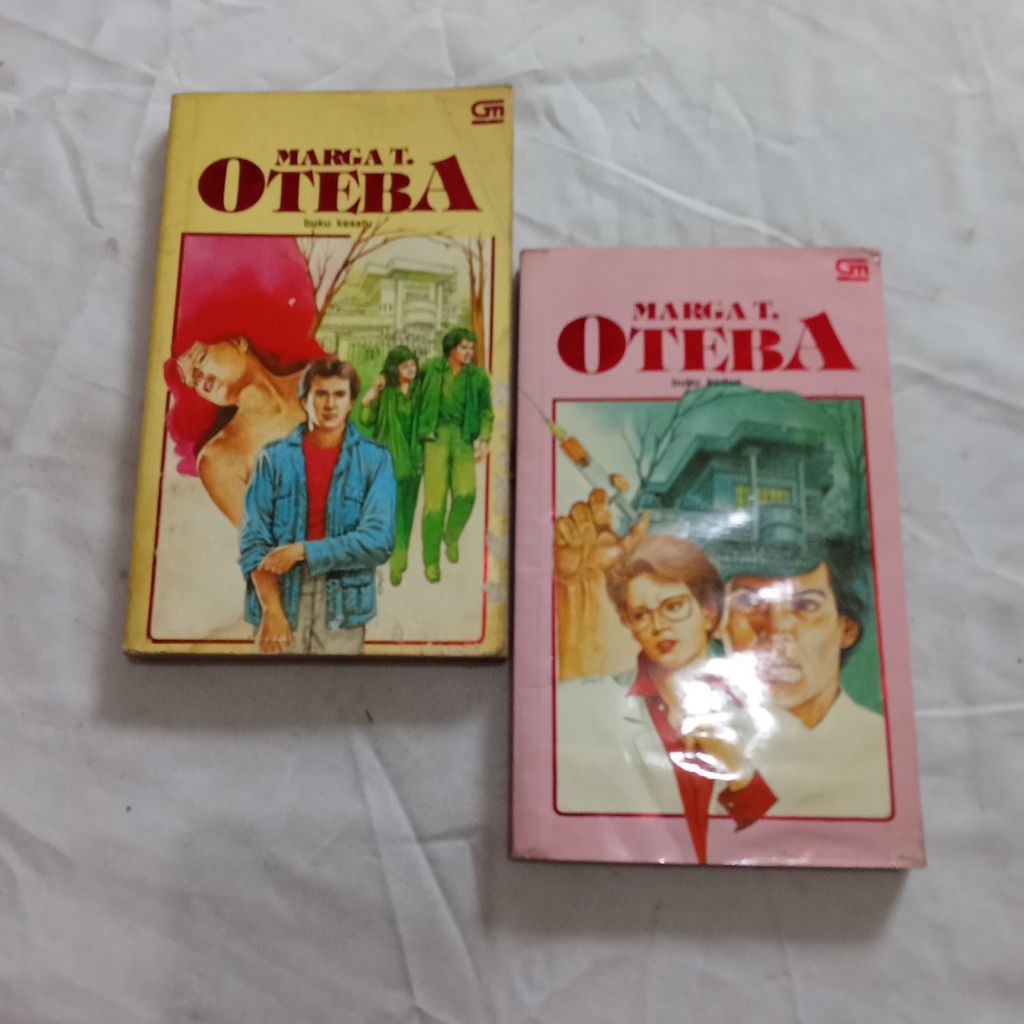 GM
MARGA T.
OTEBA
buku kesatu
GM
MARGA T.
OTEBA
buku kedua